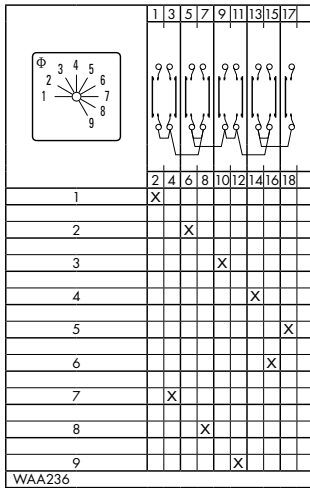 1 3 5 7 9 11 13 15 17
Φ
1 2 3 4 5 6 7 8 9
2 4 6 8 10 12 14 16 18
1 X
2 X
3 X
4 X
5 X
6 X
7 X
8 X
9 X
WAA236